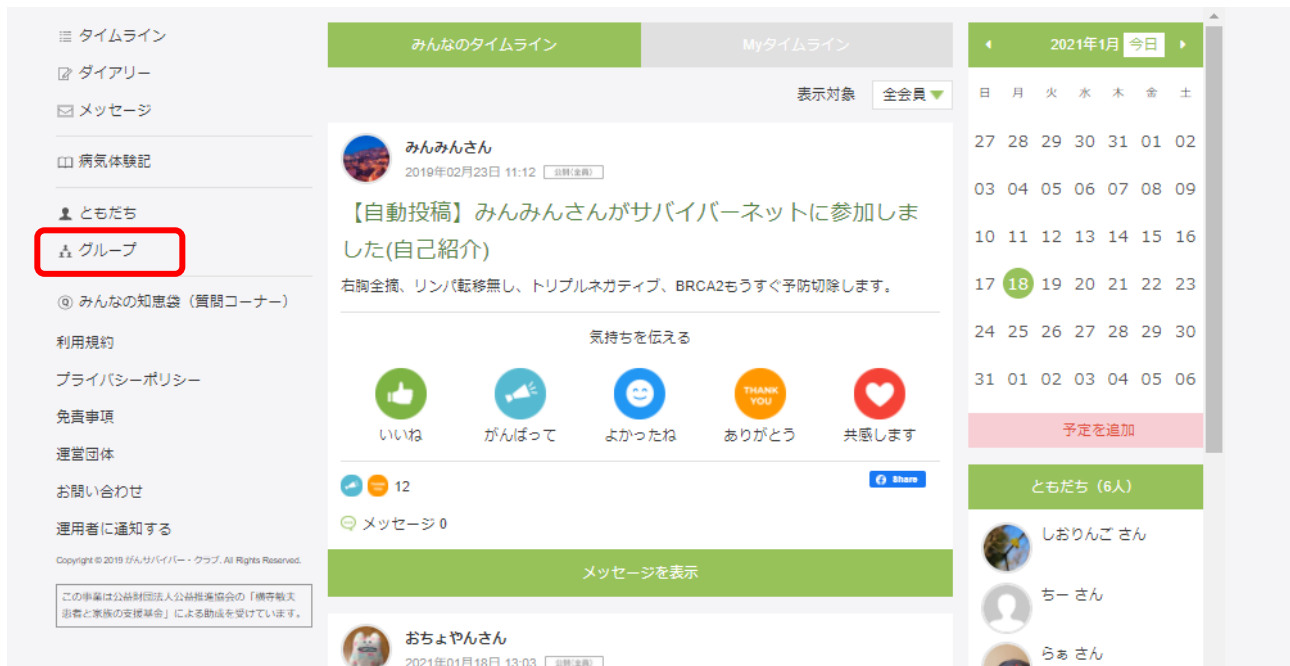 タイムライン
ダイアリー
メッセージ
病気体験記
ともだち
グループ
みんなの知恵袋（質問コーナー）
利用規約
プライバシーポリシー
免責事項
運営団体
お問い合わせ
運用者に通知する
Copyright © 2019 がんサバイバー・クラブ. All Rights Reserved.
この事業は公益財団法人公益推進協会の「横寺敏夫
患者と家族の支援基金」による助成を受けています。
みんなのタイムライン
Myタイムライン
表示対象 全会員
みんみんさん
2019年02月23日 11:12 公開(全員)
【自動投稿】みんみんさんがサバイバーネットに参加しま
した(自己紹介)
右胸全摘、リンパ転移無し、トリプルネガティブ、BRCA2もうすぐ予防切除します。
気持ちを伝える
THANK
YOU
いいね がんばって よかったね ありがとう 共感します
12
Share
メッセージ 0
メッセージを表示
おちょやんさん
2021年01月18日 13:03 公開(全員)
2021年1月 今日
日 月 火 水 木 金 土
27 28 29 30 31 01 02
03 04 05 06 07 08 09
10 11 12 13 14 15 16
17 18 19 20 21 22 23
24 25 26 27 28 29 30
31 01 02 03 04 05 06
予定を追加
ともだち（6人）
しおりんご さん
ちー さん
らぁ さん